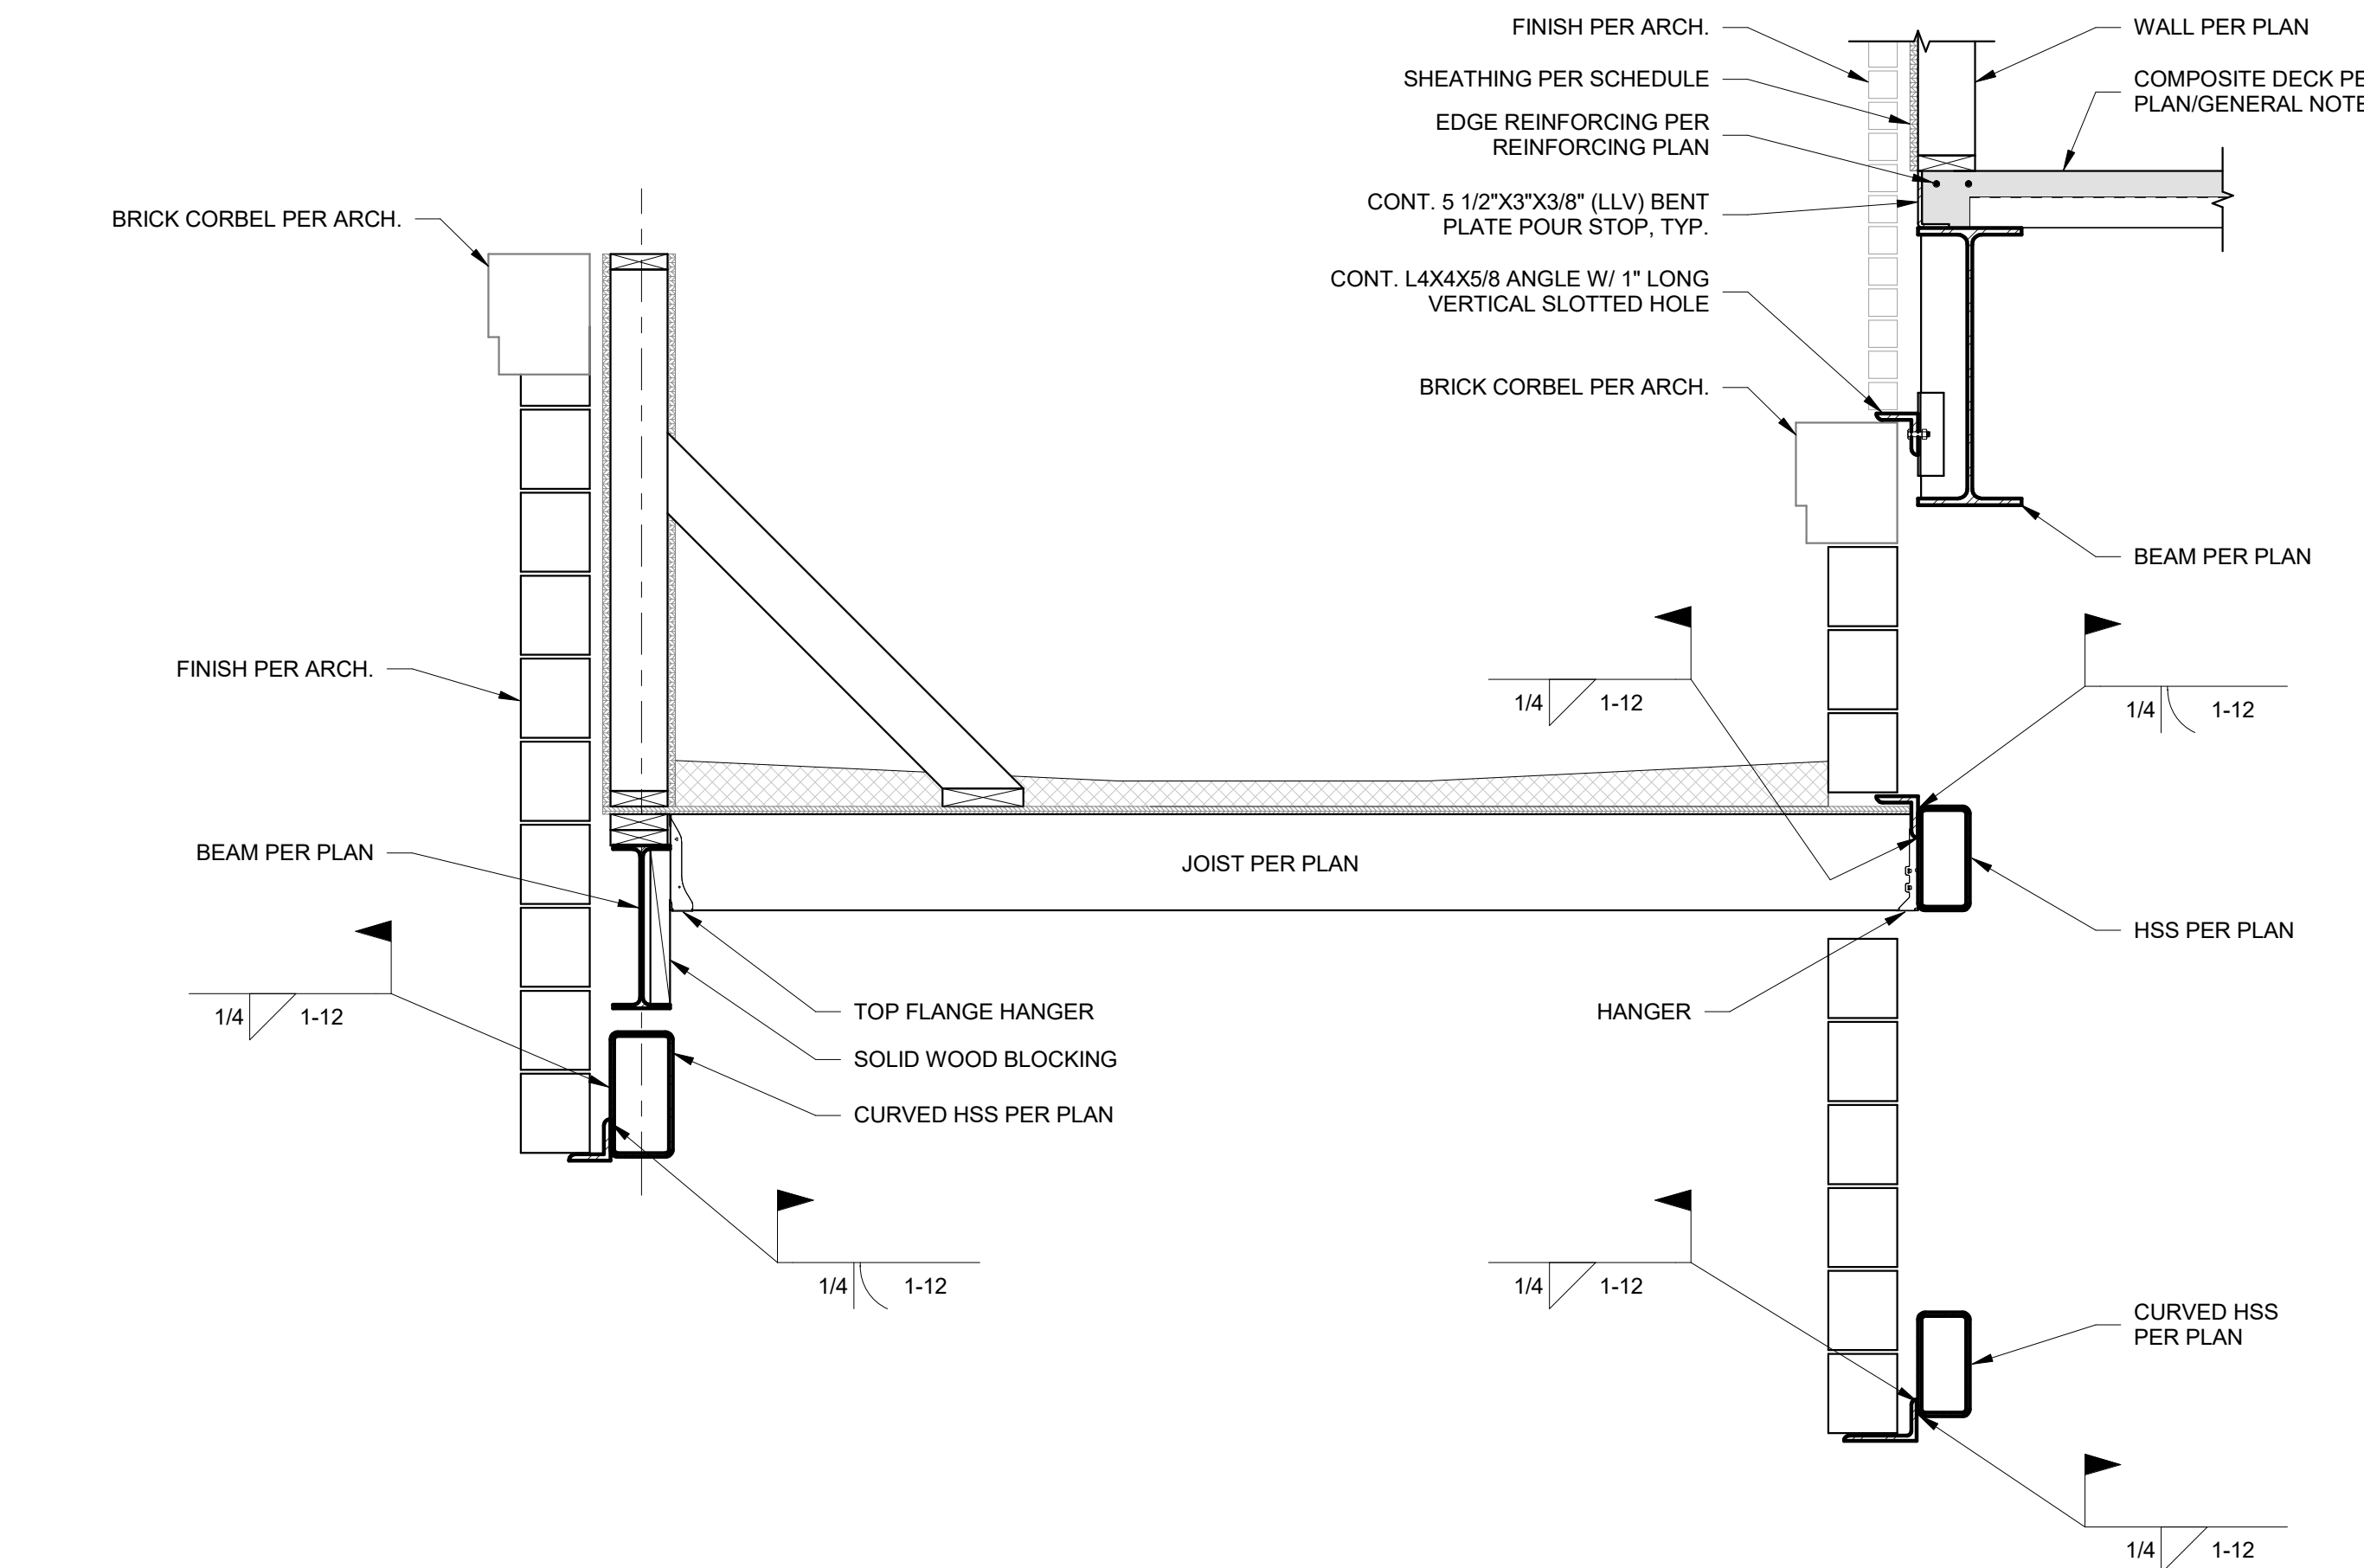 FINISH PER ARCH.
WALL PER PLAN
SHEATHING PER SCHEDULE
COMPOSITE DECK PE
PLAN/GENERAL NOTE
EDGE REINFORCING PER
REINFORCING PLAN
CONT. 5 1/2"X3"X3/8" (LLV) BENT
PLATE POUR STOP, TYP.
BRICK CORBEL PER ARCH.
CONT. L4X4X5/8 ANGLE W/ 1" LONG
VERTICAL SLOTTED HOLE
BRICK CORBEL PER ARCH.
BEAM PER PLAN
FINISH PER ARCH.
1/4 1-12
1/4 1-12
BEAM PER PLAN
JOIST PER PLAN
HSS PER PLAN
1/4 1-12
TOP FLANGE HANGER
HANGER
SOLID WOOD BLOCKING
CURVED HSS PER PLAN
1/4 1-12
1/4 1-12
CURVED HSS
PER PLAN
1/4 1-12